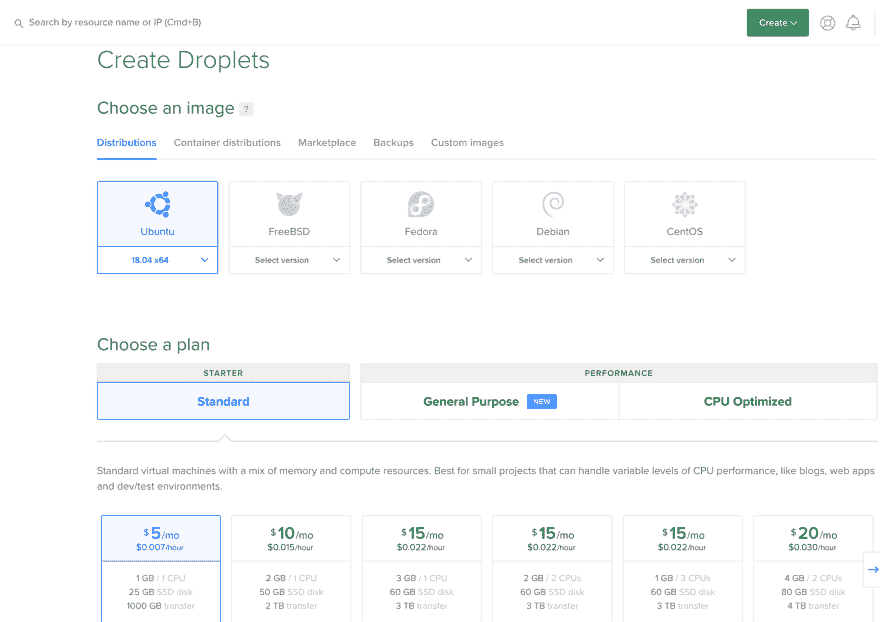 Search by resource name or IP (Cmd+B)
Create
Create Droplets
Choose an image ?
Distributions Container distributions Marketplace Backups Custom images
Ubuntu FreeBSD Fedora Debian CentOS
18.04 x64 Select version Select version Select version Select version
Choose a plan
STARTER PERFORMANCE
Standard General Purpose NEW CPU Optimized
Standard virtual machines with a mix of memory and compute resources. Best for small projects that can handle variable levels of CPU performance, like blogs, web apps
and dev/test environments.
$5/mo $10/mo $15/mo $15/mo $15/mo $20/mo
$0.007/hour $0.015/hour $0.022/hour $0.022/hour $0.022/hour $0.030/hour
1 GB / 1 CPU 2 GB / 1 CPU 3 GB / 1 CPU 2 GB / 2 CPUs 1 GB / 3 CPUs 4 GB / 2 CPUs
25 GB SSD disk 50 GB SSD disk 60 GB SSD disk 60 GB SSD disk 60 GB SSD disk 80 GB SSD disk
1000 GB transfer 2 TB transfer 3 TB transfer 3 TB transfer 3 TB transfer 4 TB transfer